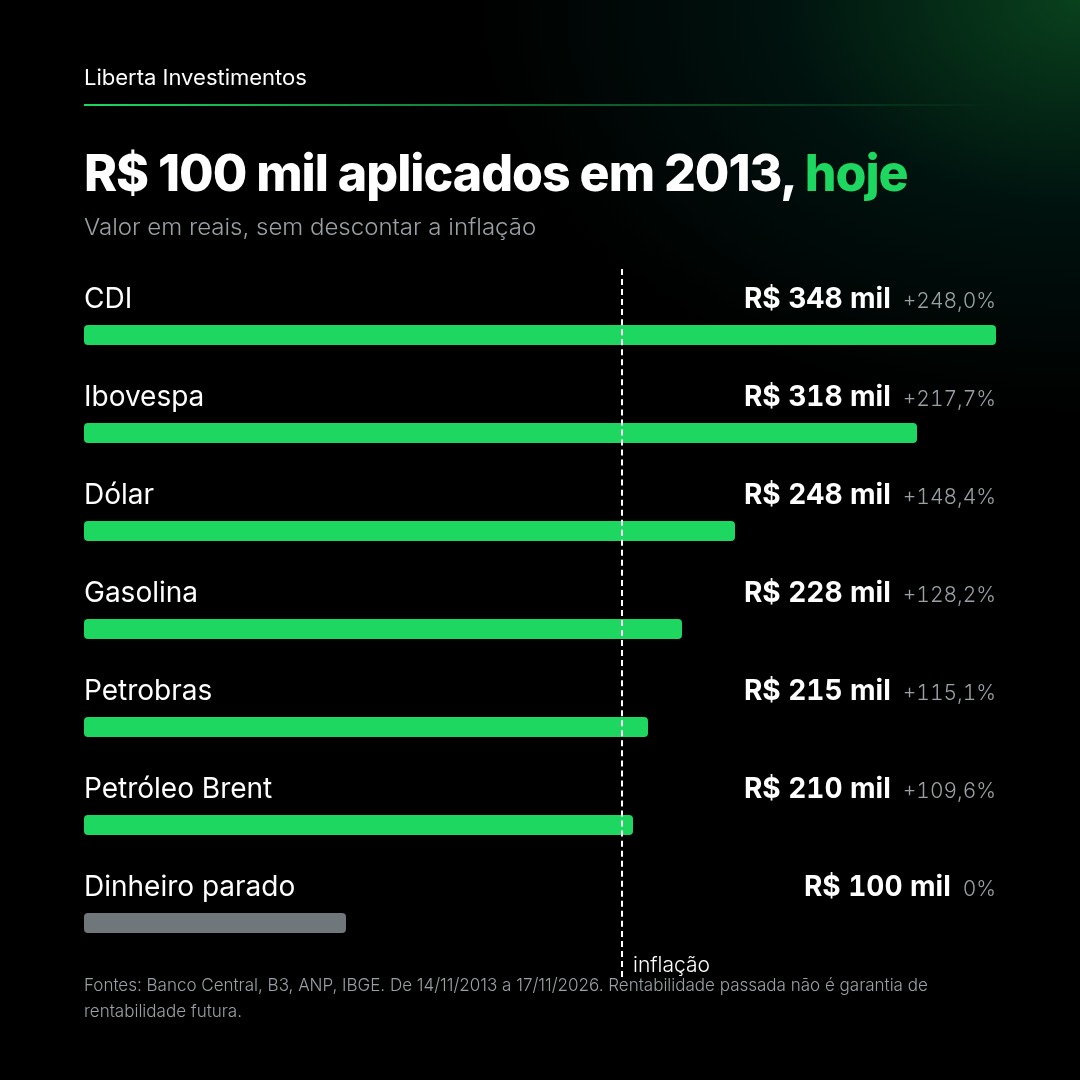 Liberta Investimentos
R$ 100 mil aplicados em 2013, hoje
Valor em reais, sem descontar a inflação
CDI R$ 348 mil +248,0%
Ibovespa R$ 318 mil +217,7%
Dólar R$ 248 mil +148,4%
Gasolina R$ 228 mil +128,2%
Petrobras R$ 215 mil +115,1%
Petróleo Brent R$ 210 mil +109,6%
Dinheiro parado R$ 100 mil 0%
inflação
Fontes: Banco Central, B3, ANP, IBGE. De 14/11/2013 a 17/11/2026. Rentabilidade passada não é garantia de
rentabilidade futura.